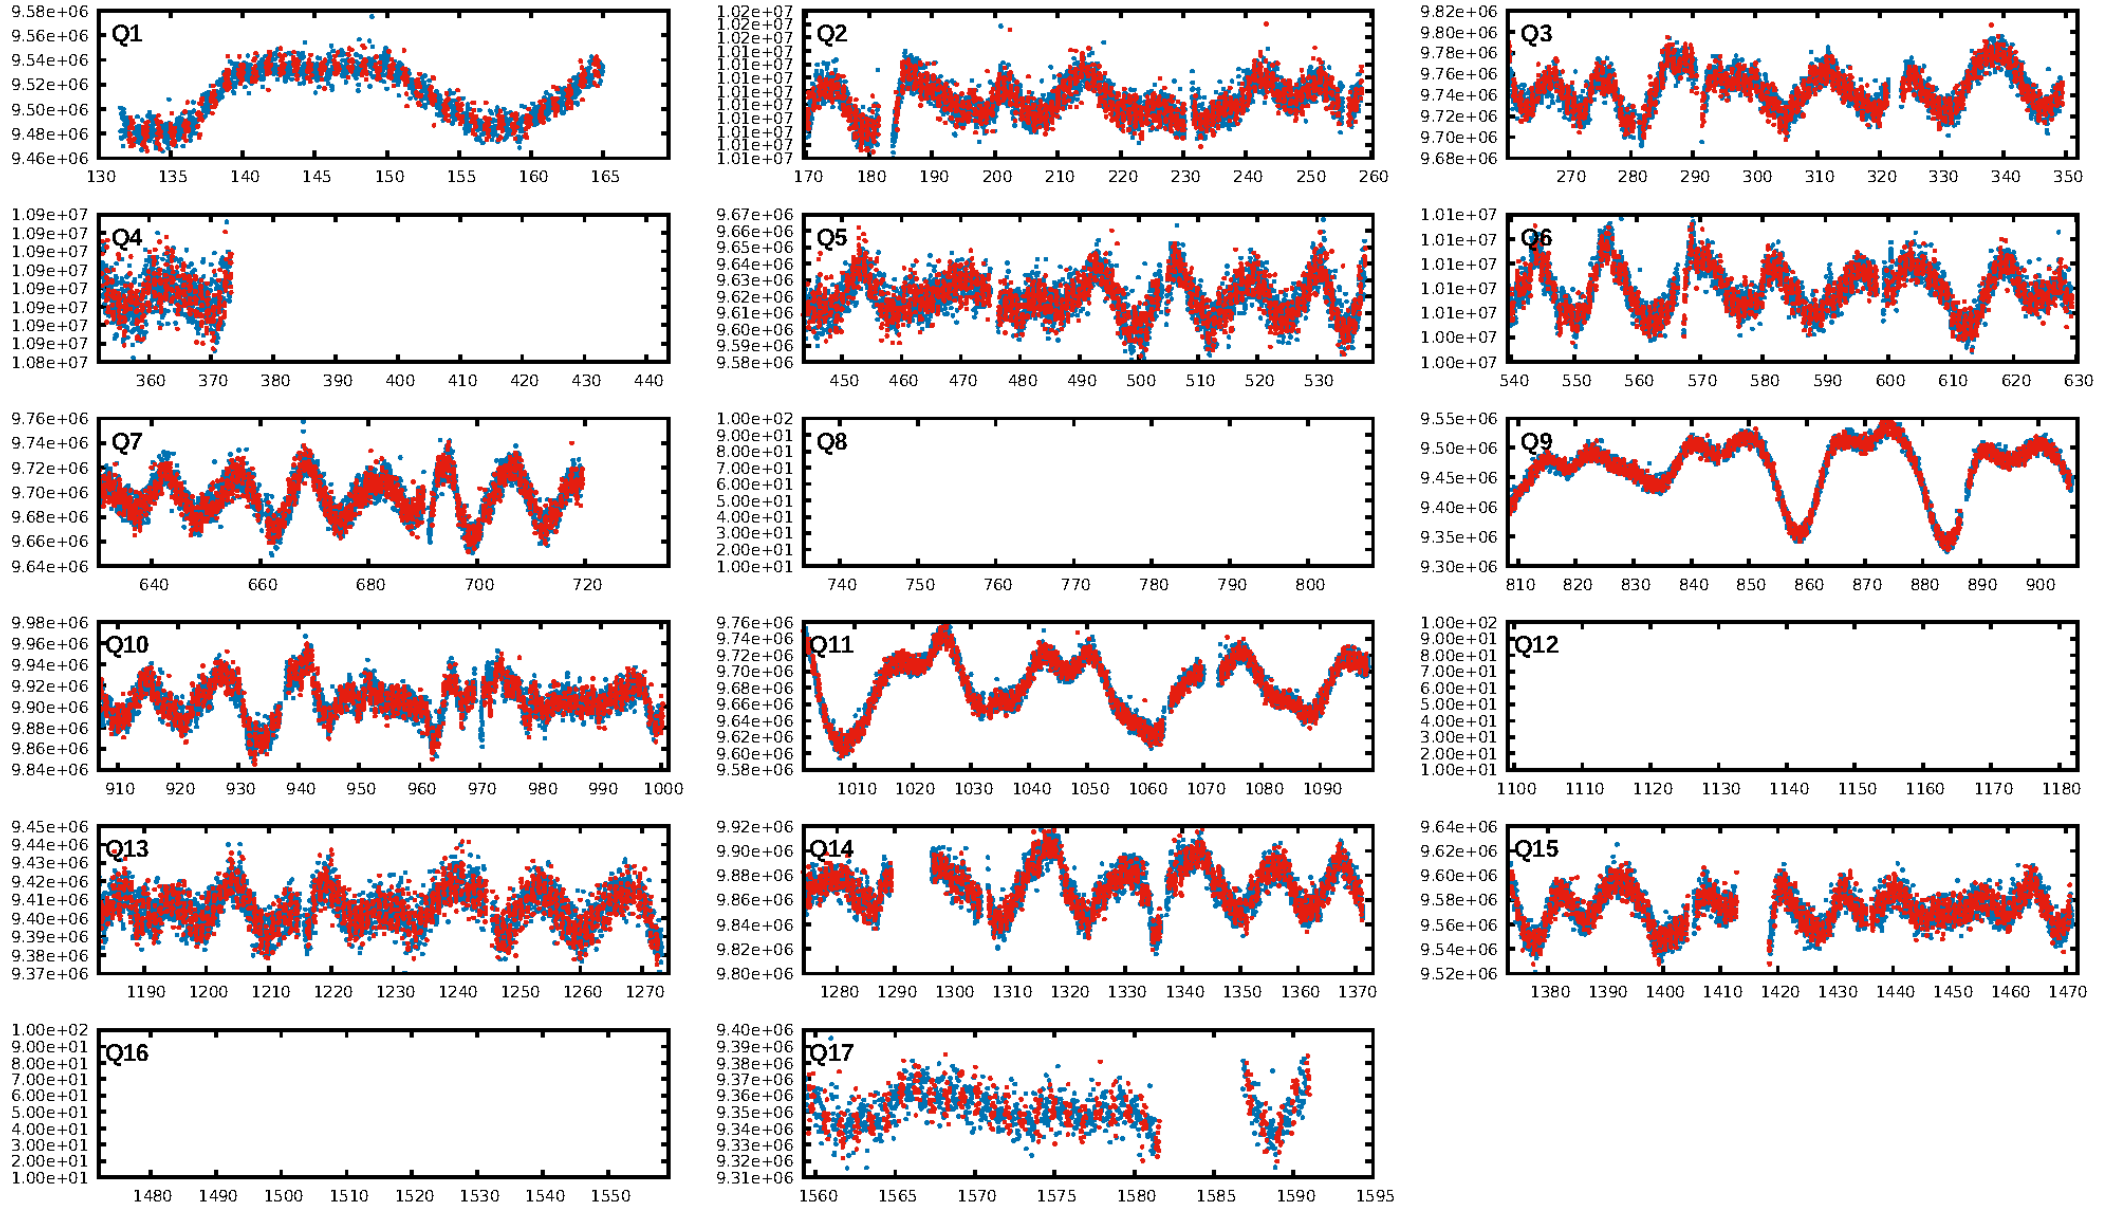 Q1
9.58e+06
9.56e+06
9.54e+06
9.52e+06
9.50e+06
9.48e+06
9.46e+06
130 135 140 145 150 155 160 165
Q2
1.02e+07
1.02e+07
1.02e+07
1.01e+07
1.01e+07
1.01e+07
1.01e+07
1.01e+07
1.01e+07
1.01e+07
1.01e+07
1.01e+07
170 180 190 200 210 220 230 240 250 260
Q3
9.82e+06
9.80e+06
9.78e+06
9.76e+06
9.74e+06
9.72e+06
9.70e+06
9.68e+06
270 280 290 300 310 320 330 340 350
Q4
1.09e+07
1.09e+07
1.09e+07
1.09e+07
1.09e+07
1.09e+07
1.09e+07
1.09e+07
1.08e+07
360 370 380 390 400 410 420 430 440
Q5
9.67e+06
9.66e+06
9.65e+06
9.64e+06
9.63e+06
9.62e+06
9.61e+06
9.60e+06
9.59e+06
9.58e+06
450 460 470 480 490 500 510 520 530
Q6
1.01e+07
1.01e+07
1.01e+07
1.01e+07
1.01e+07
1.01e+07
1.00e+07
1.00e+07
540 550 560 570 580 590 600 610 620 630
Q7
9.76e+06
9.74e+06
9.72e+06
9.70e+06
9.68e+06
9.66e+06
9.64e+06
640 660 680 700 720
Q8
1.00e+02
9.00e+01
8.00e+01
7.00e+01
6.00e+01
5.00e+01
4.00e+01
3.00e+01
2.00e+01
1.00e+01
740 750 760 770 780 790 800
Q9
9.55e+06
9.50e+06
9.45e+06
9.40e+06
9.35e+06
9.30e+06
810 820 830 840 850 860 870 880 890 900
Q10
9.98e+06
9.96e+06
9.94e+06
9.92e+06
9.90e+06
9.88e+06
9.86e+06
9.84e+06
910 920 930 940 950 960 970 980 990 1000
Q11
9.76e+06
9.74e+06
9.72e+06
9.70e+06
9.68e+06
9.66e+06
9.64e+06
9.62e+06
9.60e+06
9.58e+06
1010 1020 1030 1040 1050 1060 1070 1080 1090
Q12
1.00e+02
9.00e+01
8.00e+01
7.00e+01
6.00e+01
5.00e+01
4.00e+01
3.00e+01
2.00e+01
1.00e+01
1100 1110 1120 1130 1140 1150 1160 1170 1180
Q13
9.45e+06
9.44e+06
9.43e+06
9.42e+06
9.41e+06
9.40e+06
9.39e+06
9.38e+06
9.37e+06
1190 1200 1210 1220 1230 1240 1250 1260 1270
Q14
9.92e+06
9.90e+06
9.88e+06
9.86e+06
9.84e+06
9.82e+06
9.80e+06
1280 1290 1300 1310 1320 1330 1340 1350 1360 1370
Q15
9.64e+06
9.62e+06
9.60e+06
9.58e+06
9.56e+06
9.54e+06
9.52e+06
1380 1390 1400 1410 1420 1430 1440 1450 1460 1470
Q16
1.00e+02
9.00e+01
8.00e+01
7.00e+01
6.00e+01
5.00e+01
4.00e+01
3.00e+01
2.00e+01
1.00e+01
1480 1490 1500 1510 1520 1530 1540 1550
Q17
9.40e+06
9.39e+06
9.38e+06
9.37e+06
9.36e+06
9.35e+06
9.34e+06
9.33e+06
9.32e+06
9.31e+06
1560 1565 1570 1575 1580 1585 1590 1595